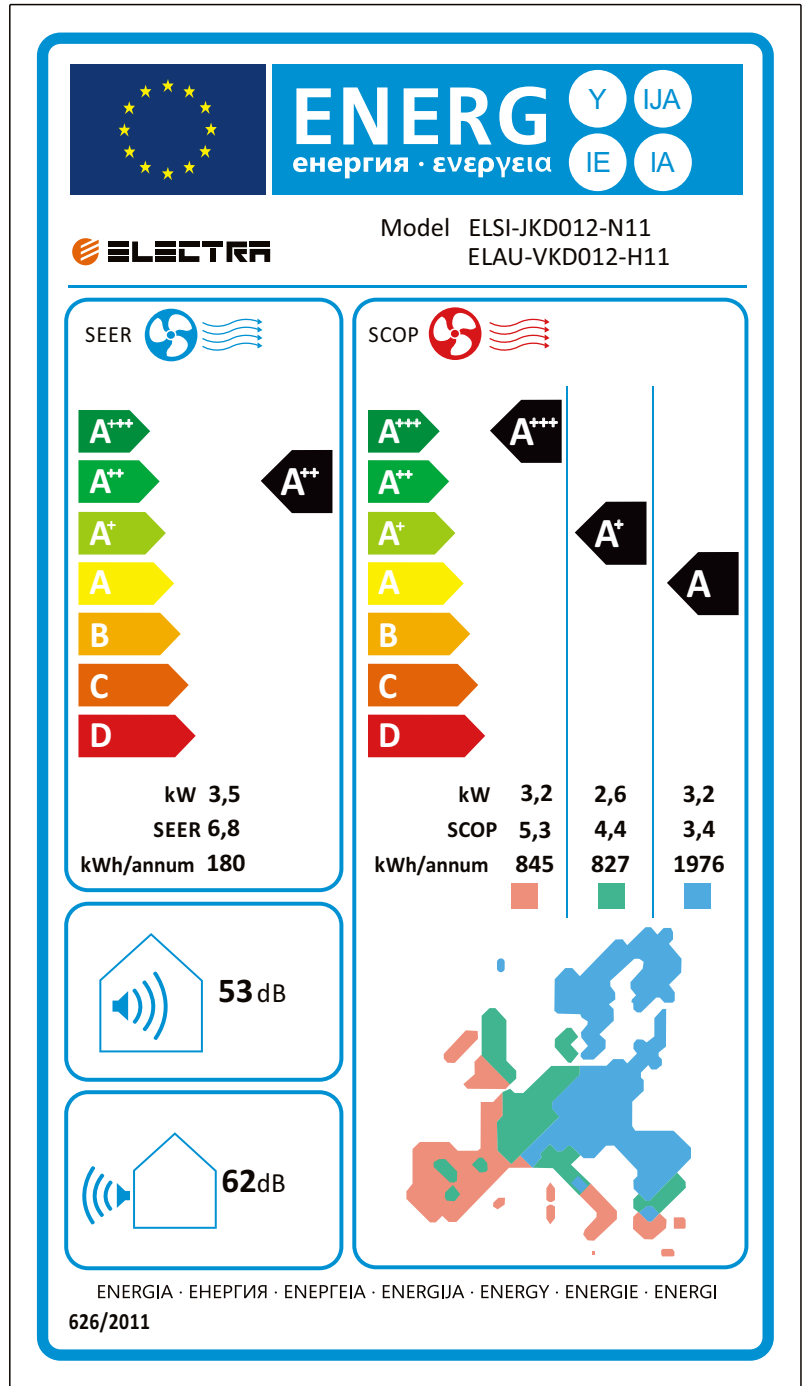 ENERG
енергия · ενεργεια
Y
IJA
IE
IA
ELECTRA
Model ELSI-JKD012-N11
ELAU-VKD012-H11
SEER
A+++
A++
A+
A
B
C
D
A++
kW 3,5
SEER 6,8
kWh/annum 180
SCOP
A+++
A++
A+
A
B
C
D
A+++
A+
A
kW 3,2 2,6 3,2
SCOP 5,3 4,4 3,4
kWh/annum 845 827 1976
53 dB
62dB
ENERGIA · ЕНЕРГИЯ · ΕΝΕΡΓΕΙΑ · ENERGIJA · ENERGY · ENERGIE · ENERGI
626/2011